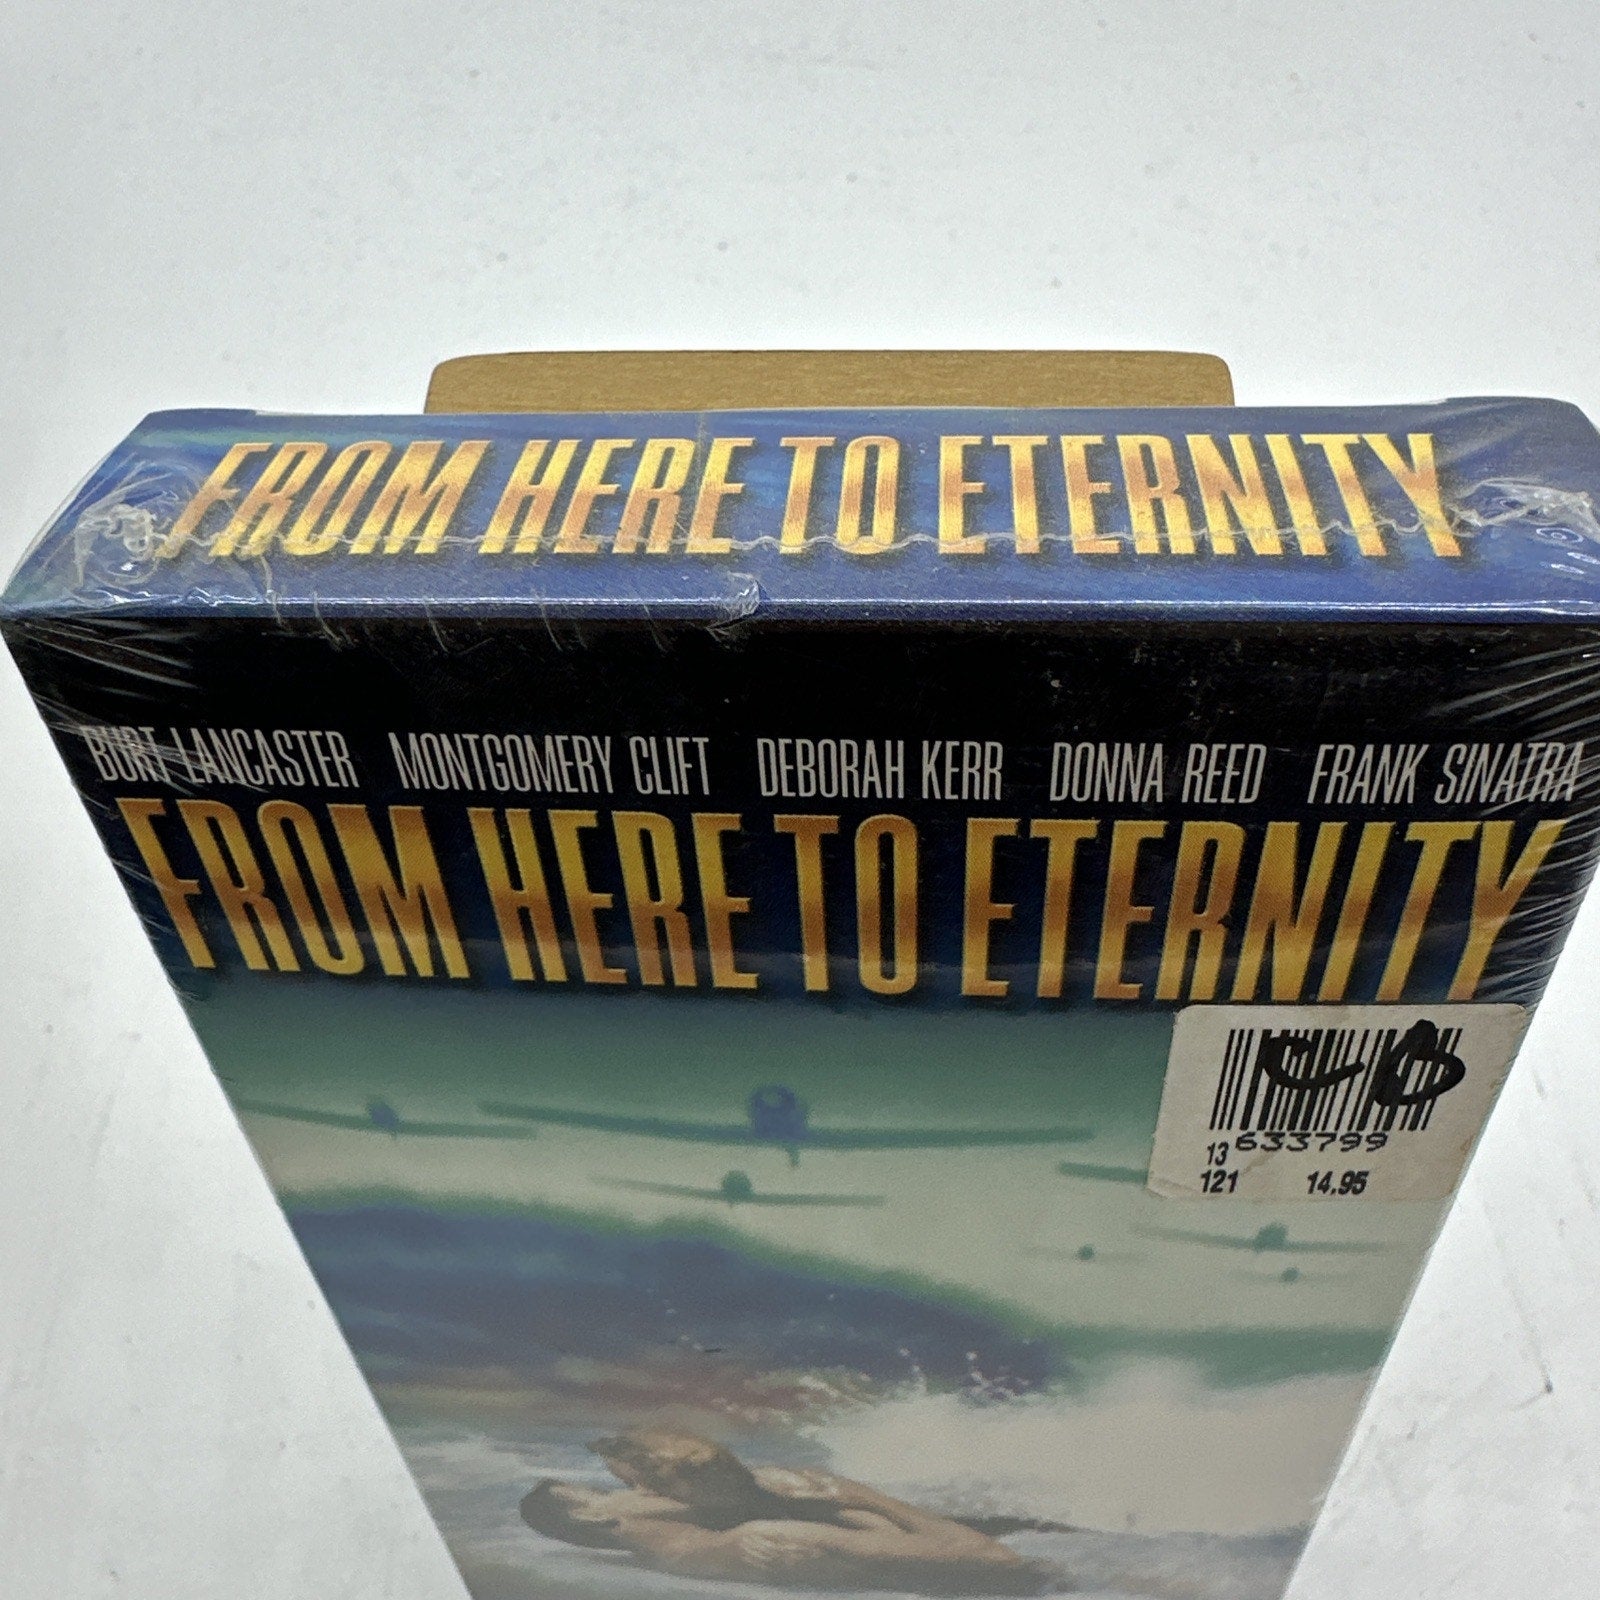 FROM HERE TO ETERNITY
BURT LANCASTER MONTGOMERY CLIFT DEBORAH KERR DONNA REED FRANK SINATRA
FROM HERE TO ETERNITY
13 633799
121 14.95